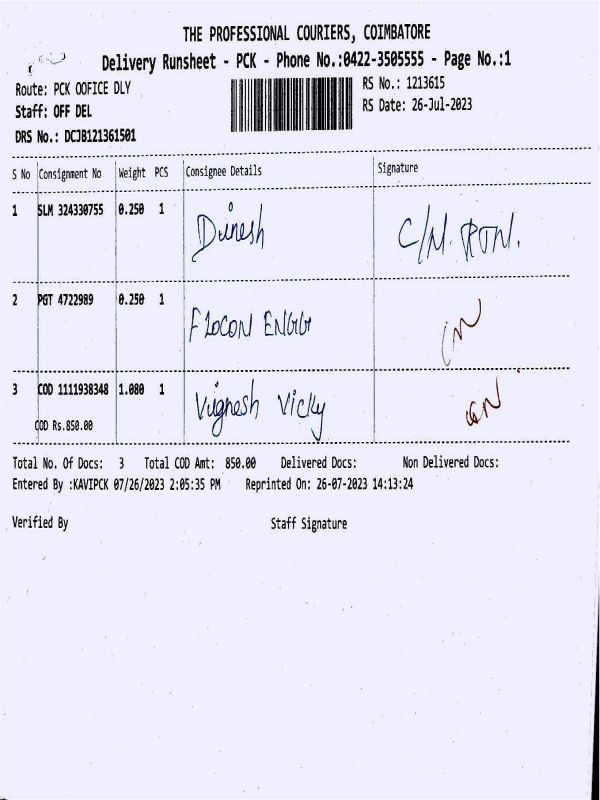 THE PROFESSIONAL COURIERS, COIMBATORE
Delivery Runsheet - PCK - Phone No.:0422-3505555 - Page No.:1
Route: PCK OOFICE DLY
RS No.: 1213615
Staff: OFF DEL
RS Date: 26-Jul-2023
DRS No.: DCJB121361501
S No Consignment No Weight PCS Consignee Details Signature
1 SLM 324330755 0.250 1 Dinesh C/M. RTN.
2 PGT 4722989 0.250 1 FLOCON ENGG
3 COD 1111938348 1.080 1 Vignesh Vicky
COD Rs.850.00
Total No. Of Docs: 3 Total COD Amt: 850.00 Delivered Docs: Non Delivered Docs:
Entered By :KAVIPCK 07/26/2023 2:05:35 PM Reprinted On: 26-07-2023 14:13:24
Verified By Staff Signature